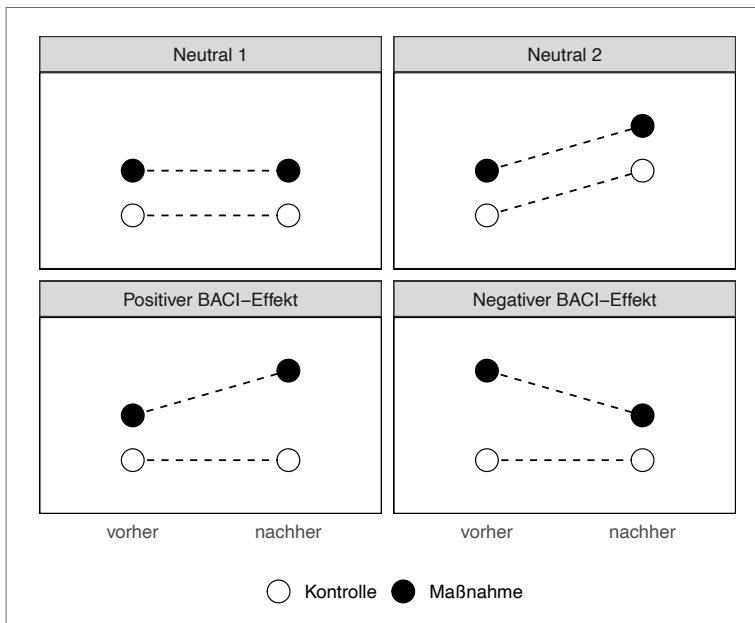 Neutral 1
Neutral 2
Positiver BACI–Effekt
Negativer BACI–Effekt
vorher nachher vorher nachher
Kontrolle Maßnahme